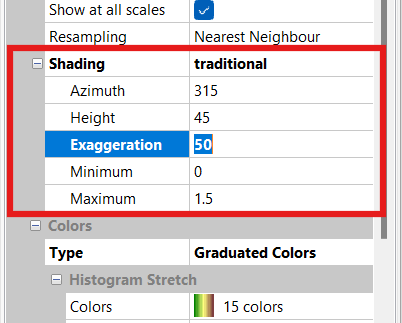 Show at all scales
Resampling Nearest Neighbour
Shading traditional
Azimuth 315
Height 45
Exaggeration 50
Minimum 0
Maximum 1.5
Colors
Type Graduated Colors
Histogram Stretch
Colors 15 colors